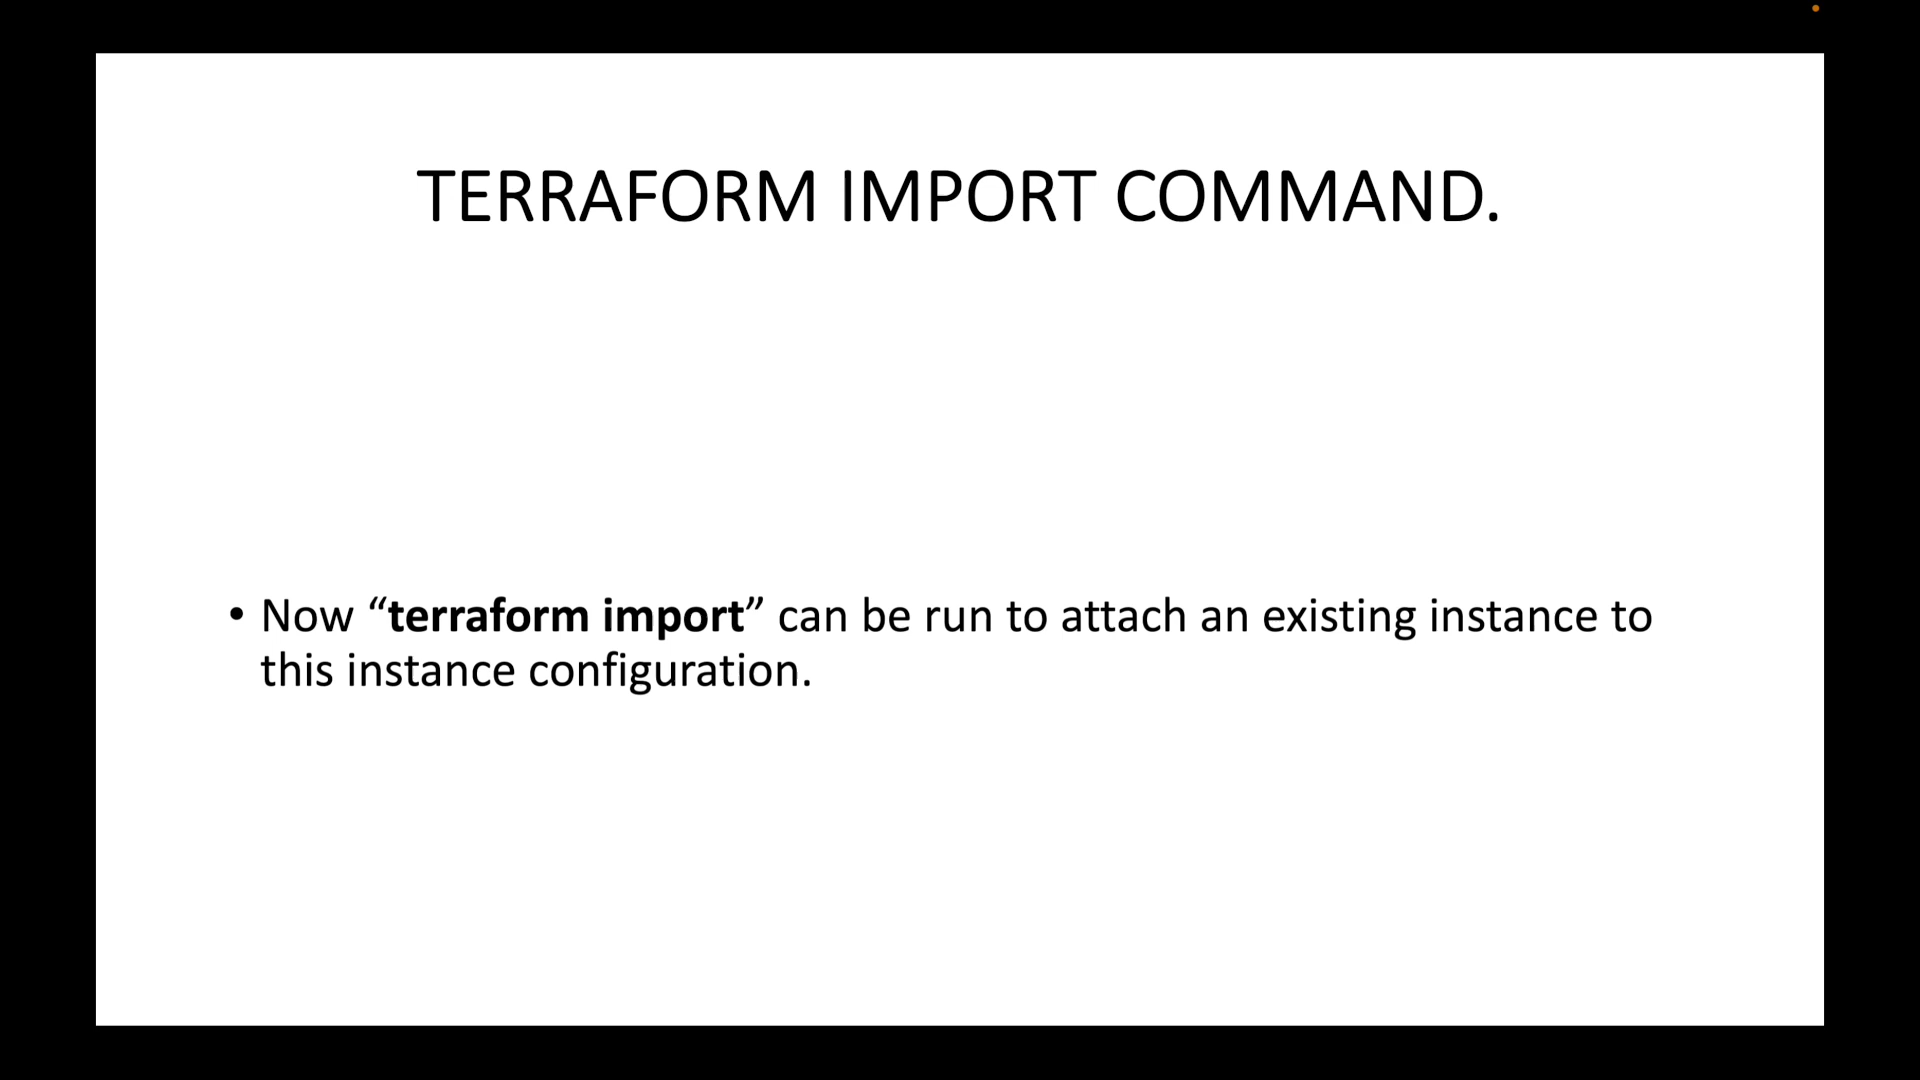 TERRAFORM IMPORT COMMAND.
• Now “terraform import” can be run to attach an existing instance to
this instance configuration.